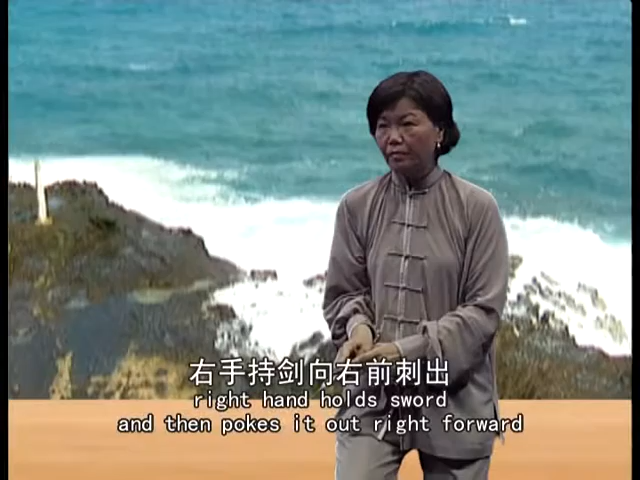 右手持剑向右前刺出
right hand holds sword
and then pokes it out right forward